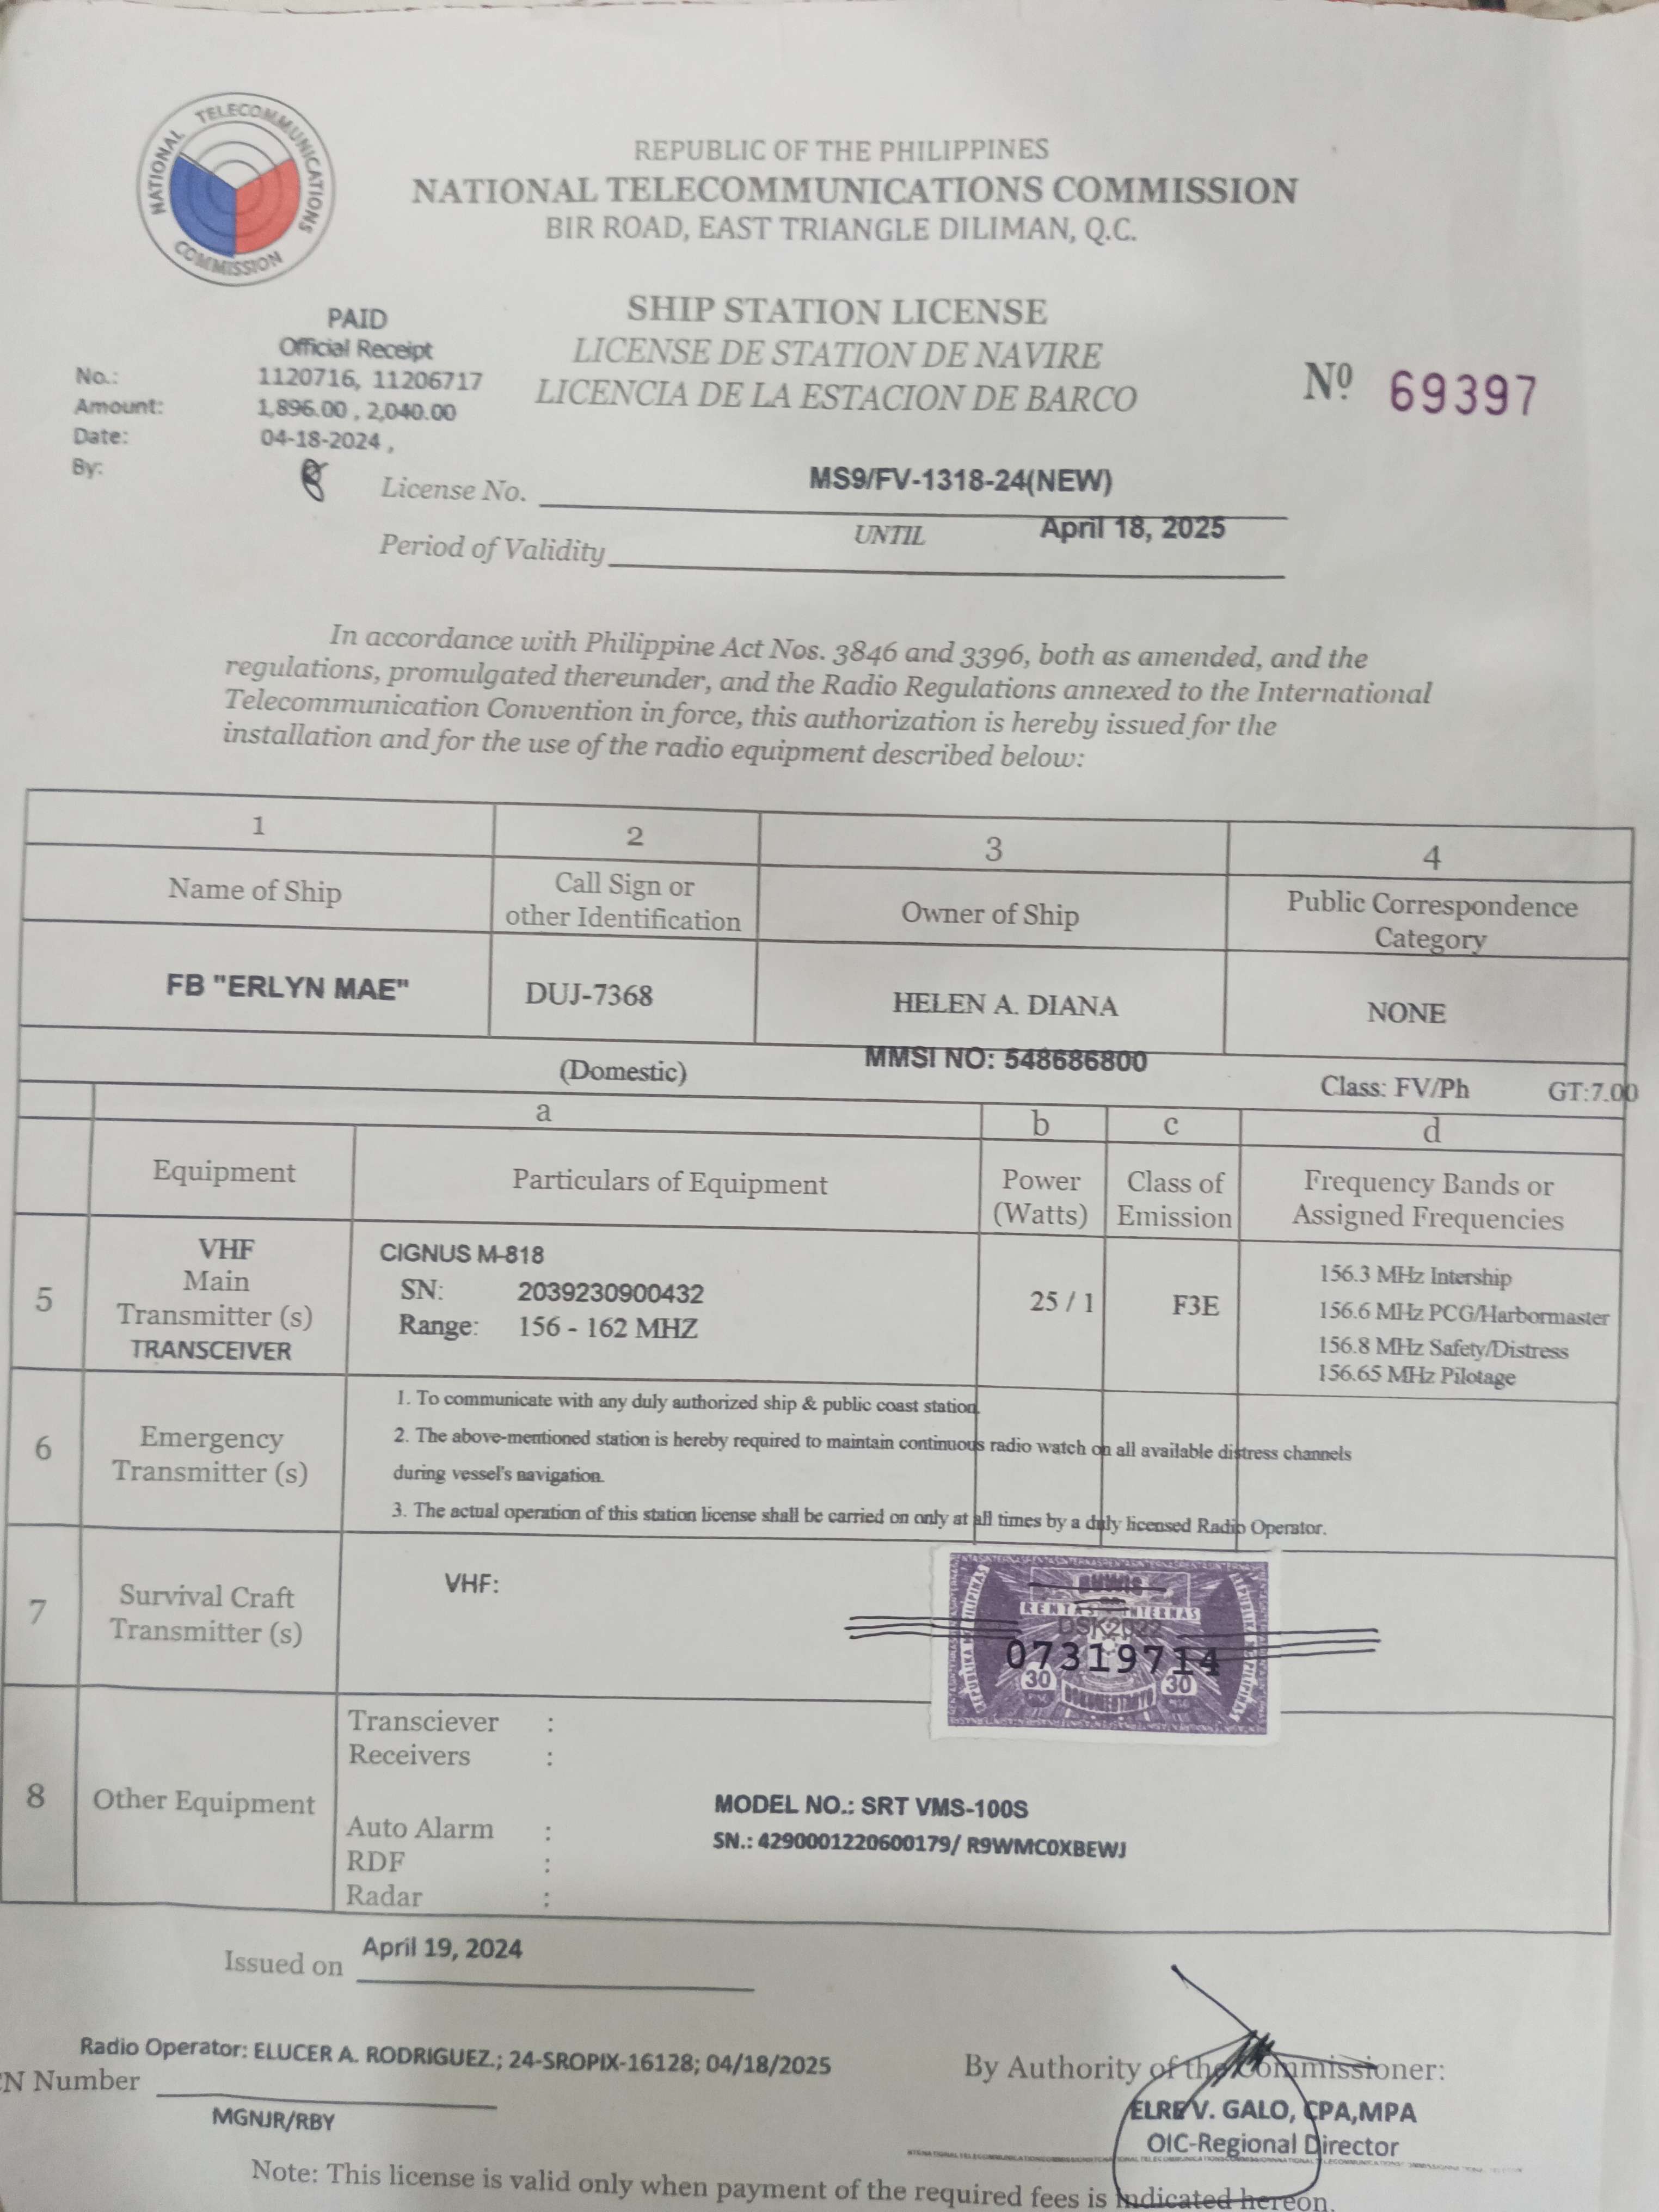 NATIONAL TELECOMMUNICATIONS COMMISSION
REPUBLIC OF THE PHILIPPINES
NATIONAL TELECOMMUNICATIONS COMMISSION
BIR ROAD, EAST TRIANGLE DILIMAN, Q.C.
SHIP STATION LICENSE
LICENSE DE STATION DE NAVIRE
LICENCIA DE LA ESTACION DE BARCO
Nº 69397
PAID
Official Receipt
No.: 1120716, 11206717
Amount: 1,896.00 , 2,040.00
Date: 04-18-2024 ,
By:
License No. MS9/FV-1318-24(NEW)
Period of Validity UNTIL April 18, 2025
In accordance with Philippine Act Nos. 3846 and 3396, both as amended, and the
regulations, promulgated thereunder, and the Radio Regulations annexed to the International
Telecommunication Convention in force, this authorization is hereby issued for the
installation and for the use of the radio equipment described below:
1 2 3 4
Name of Ship Call Sign or other Identification Owner of Ship Public Correspondence Category
FB "ERLYN MAE" DUJ-7368 HELEN A. DIANA NONE
(Domestic) MMSI NO: 548686800 Class: FV/Ph GT:7.00
a b c d
Equipment Particulars of Equipment Power (Watts) Class of Emission Frequency Bands or Assigned Frequencies
5
VHF
Main
Transmitter (s)
TRANSCEIVER
CIGNUS M-818
SN: 2039230900432
Range: 156 - 162 MHZ
25 / 1
F3E
156.3 MHz Intership
156.6 MHz PCG/Harbormaster
156.8 MHz Safety/Distress
156.65 MHz Pilotage
6
Emergency
Transmitter (s)
1. To communicate with any duly authorized ship & public coast station.
2. The above-mentioned station is hereby required to maintain continuous radio watch on all available distress channels
during vessel's navigation.
3. The actual operation of this station license shall be carried on only at all times by a duly licensed Radio Operator.
7
Survival Craft
Transmitter (s)
VHF:
REPUBLIKA NG PILIPINAS
BUWIS
RENTAS INTERNAS
DSK2022
07319714
30 30
DOKUMENTARYO
REPUBLIKA NG PILIPINAS
8
Other Equipment
Transciever :
Receivers :
Auto Alarm :
RDF :
Radar :
MODEL NO.: SRT VMS-100S
SN.: 4290001220600179/ R9WMC0XBEWJ
Issued on April 19, 2024
Radio Operator: ELUCER A. RODRIGUEZ.; 24-SROPIX-16128; 04/18/2025
N Number
MGNJR/RBY
By Authority of the Commissioner:
ELRE V. GALO, CPA,MPA
OIC-Regional Director
Note: This license is valid only when payment of the required fees is indicated hereon.